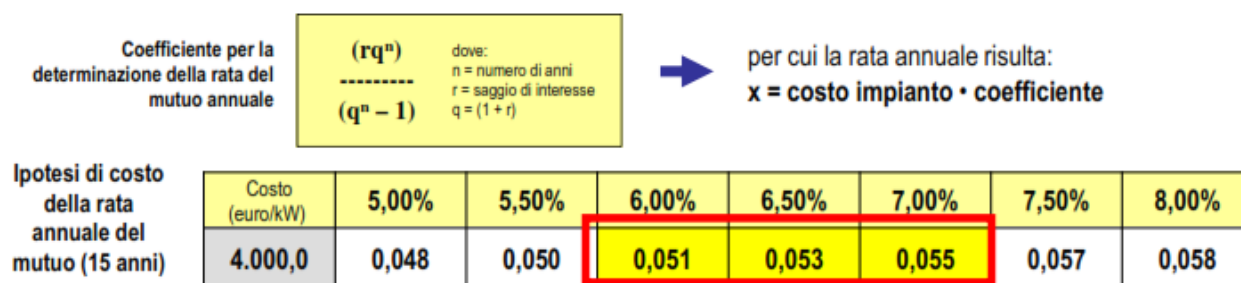 Coefficiente per la
determinazione della rata del
mutuo annuale
(rqⁿ)
---------
(qⁿ – 1)
dove:
n = numero di anni
r = saggio di interesse
q = (1 + r)
per cui la rata annuale risulta:
x = costo impianto • coefficiente
Ipotesi di costo
della rata
annuale del
mutuo (15 anni)
Costo
(euro/kW)
5,00% 5,50% 6,00% 6,50% 7,00% 7,50% 8,00%
4.000,0 0,048 0,050 0,051 0,053 0,055 0,057 0,058